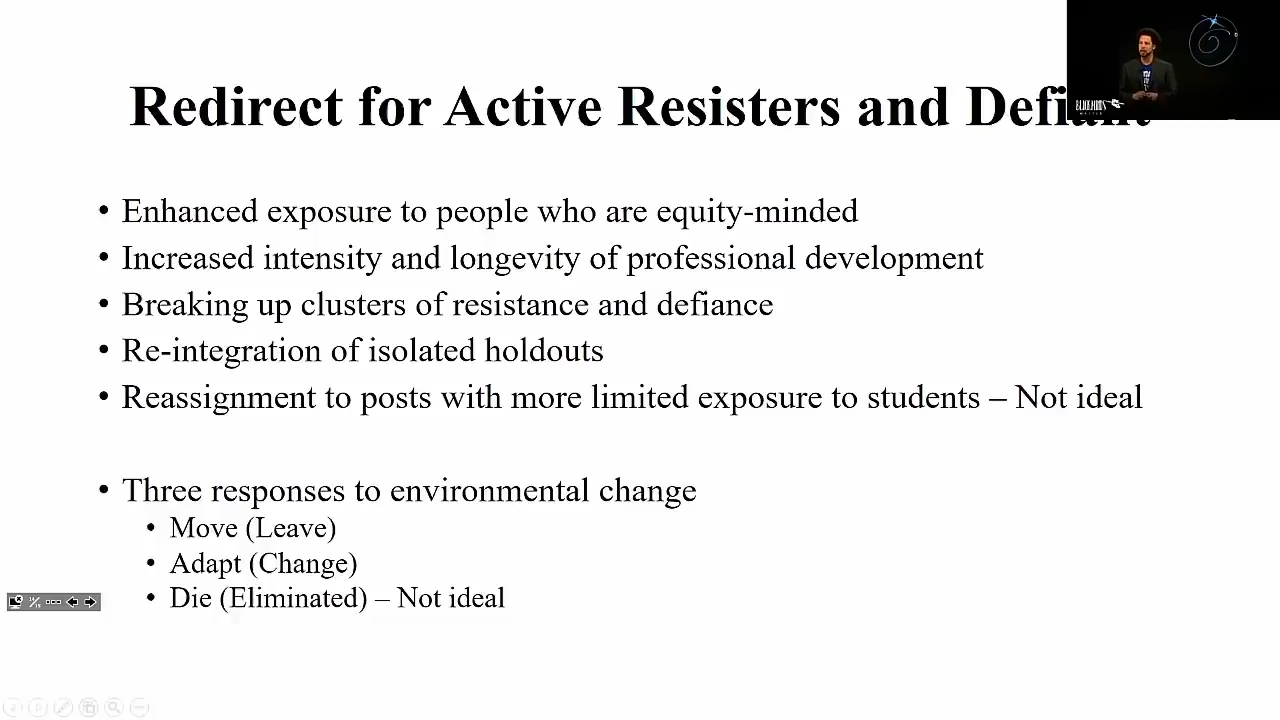 Redirect for Active Resisters and Defiant
• Enhanced exposure to people who are equity-minded
• Increased intensity and longevity of professional development
• Breaking up clusters of resistance and defiance
• Re-integration of isolated holdouts
• Reassignment to posts with more limited exposure to students – Not ideal
• Three responses to environmental change
• Move (Leave)
• Adapt (Change)
• Die (Eliminated) – Not ideal